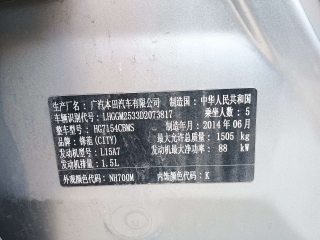 生产厂名：广汽本田汽车有限公司 制造国：中华人民共和国
车辆识别代号：LHGGM2533D2073817 乘坐人数：5
整车型号：HG7154CBMS 制造年月：2014年06月
品牌：锋范(CITY) 最大允许总质量：1505 kg
发动机型号：L15A7 发动机最大净功率：88 kW
发动机排量：1.5L
外观颜色代码：NH700M 内饰颜色代码：K